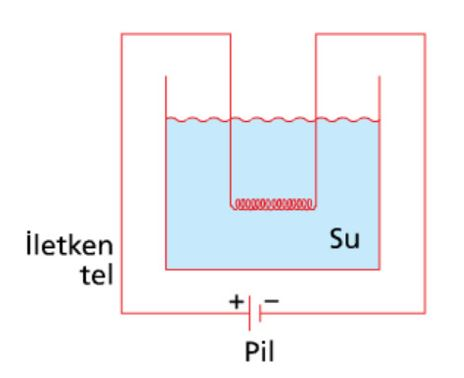 Su
İletken
tel
+ −
Pil